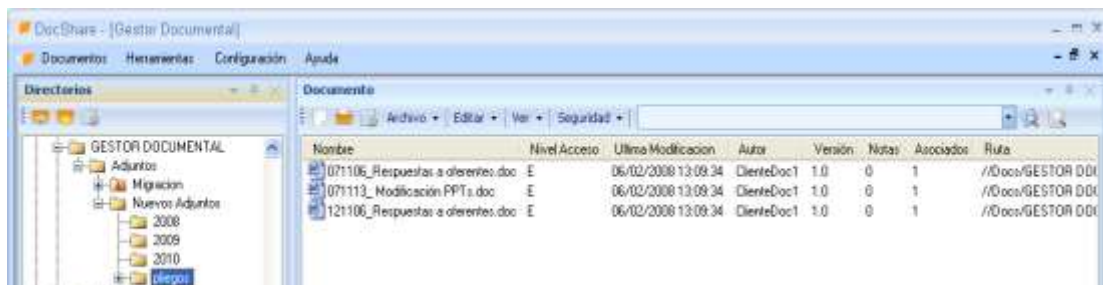 DocShare - [Gestor Documental]
Documentos Herramientas Configuración Ayuda
Directorios
Documento
Archivo Editar Ver Seguridad
GESTOR DOCUMENTAL
Adjuntos
Migracion
Nuevos Adjuntos
2008
2009
2010
pliegos
Nombre Nivel Acceso Ultima Modificacion Autor Versión Notas Asociados Ruta
071106_Respuestas a oferentes.doc E 06/02/2008 13:09:34 ClienteDoc1 1.0 0 1 //Docs/GESTOR DO
071113_ Modificación PPTs.doc E 06/02/2008 13:09:34 ClienteDoc1 1.0 0 1 //Docs/GESTOR DO
121106_Respuestas a oferentes.doc E 06/02/2008 13:09:34 ClienteDoc1 1.0 0 1 //Docs/GESTOR DO